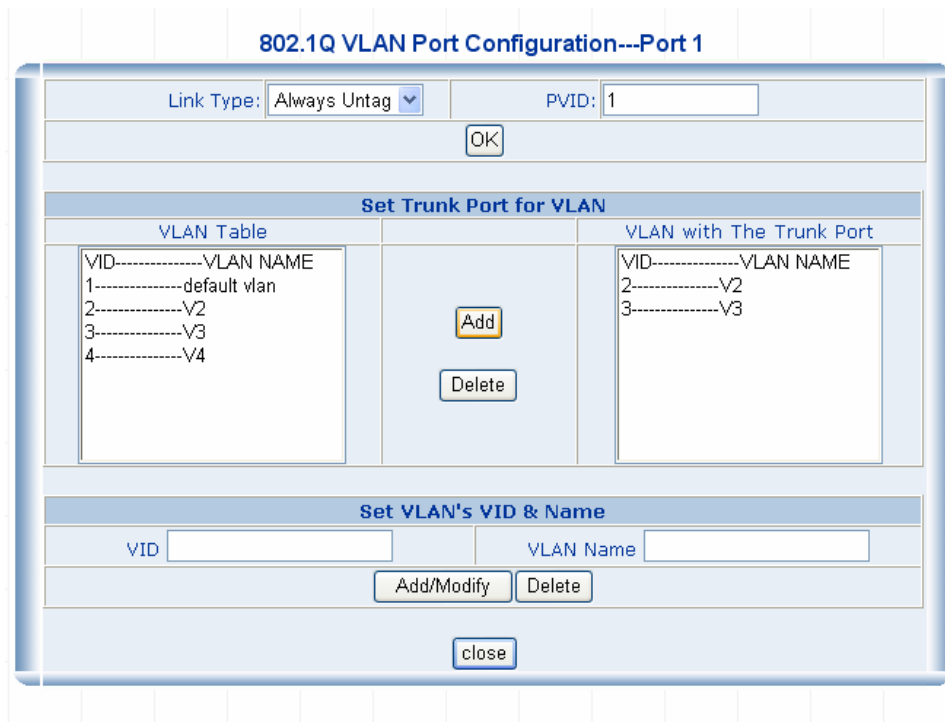 802.1Q VLAN Port Configuration---Port 1
Link Type: Always Untag PVID: 1
OK
Set Trunk Port for VLAN
VLAN Table VLAN with The Trunk Port
VID---------------VLAN NAME
1---------------default vlan
2---------------V2
3---------------V3
4---------------V4
Add
Delete
VID---------------VLAN NAME
2---------------V2
3---------------V3
Set VLAN's VID & Name
VID VLAN Name
Add/Modify Delete
close